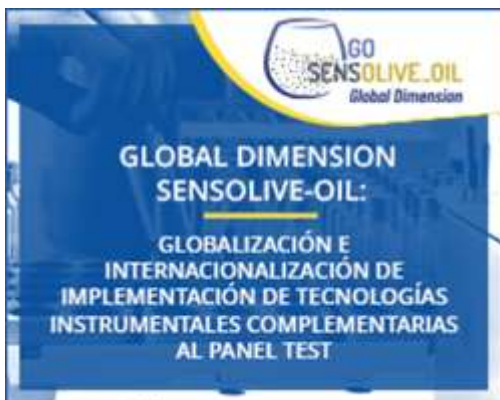 GO
SENSOLIVE_OIL
Global Dimension
GLOBAL DIMENSION
SENSOLIVE-OIL:
GLOBALIZACIÓN E
INTERNACIONALIZACIÓN DE
IMPLEMENTACIÓN DE TECNOLOGÍAS
INSTRUMENTALES COMPLEMENTARIAS
AL PANEL TEST